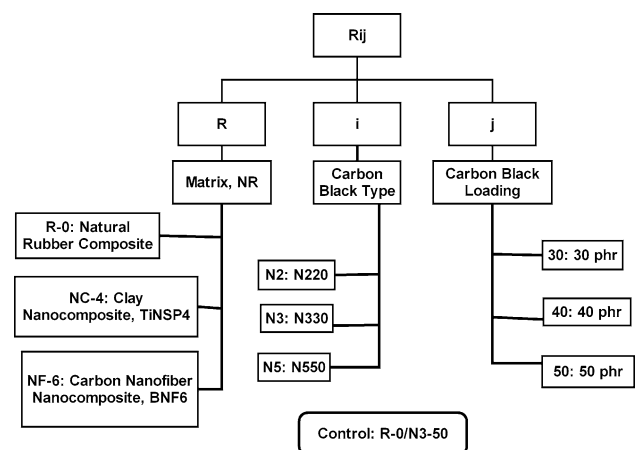 Rij
R
i
j
Matrix, NR
Carbon
Black Type
Carbon Black
Loading
R-0: Natural
Rubber Composite
NC-4: Clay
Nanocomposite, TiNSP4
NF-6: Carbon Nanofiber
Nanocomposite, BNF6
N2: N220
N3: N330
N5: N550
30: 30 phr
40: 40 phr
50: 50 phr
Control: R-0/N3-50